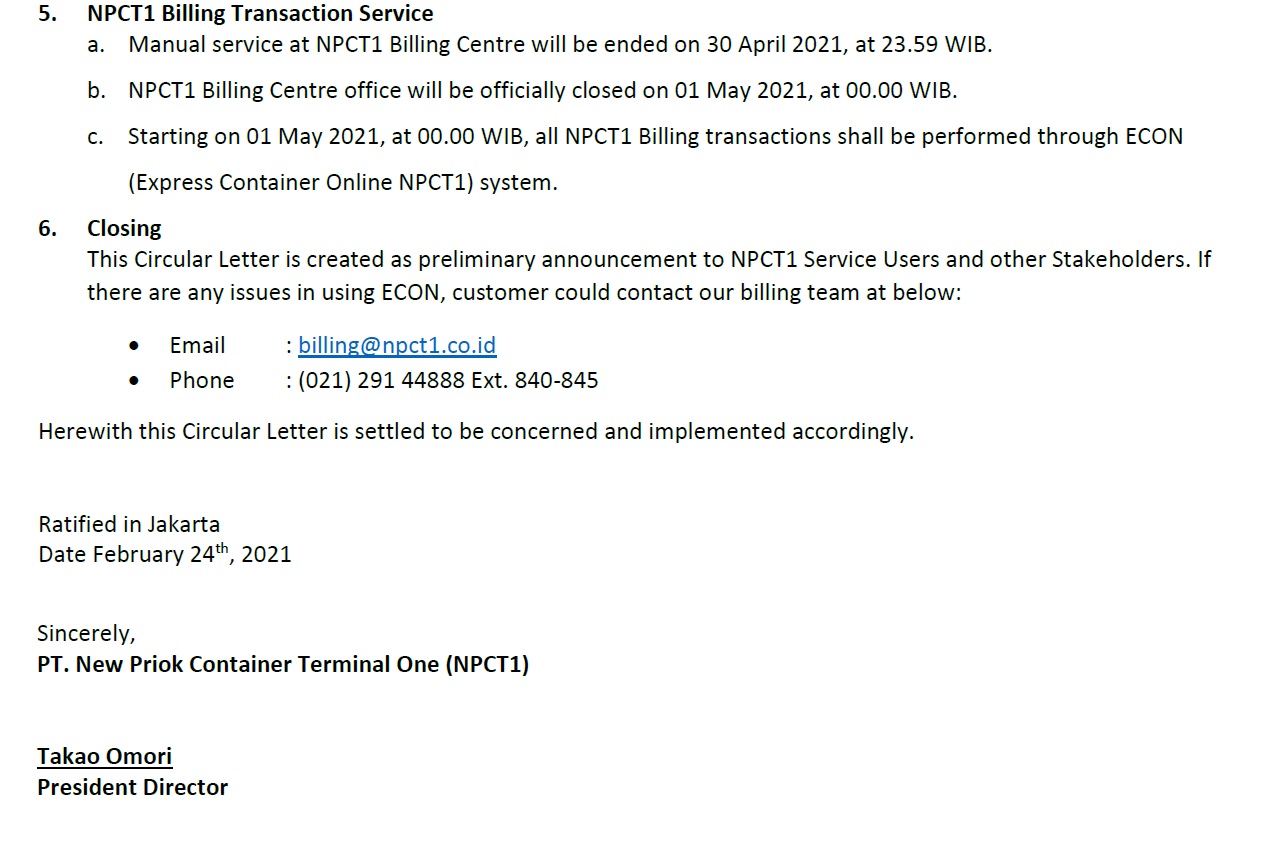 5. NPCT1 Billing Transaction Service
a. Manual service at NPCT1 Billing Centre will be ended on 30 April 2021, at 23.59 WIB.
b. NPCT1 Billing Centre office will be officially closed on 01 May 2021, at 00.00 WIB.
c. Starting on 01 May 2021, at 00.00 WIB, all NPCT1 Billing transactions shall be performed through ECON
(Express Container Online NPCT1) system.
6. Closing
This Circular Letter is created as preliminary announcement to NPCT1 Service Users and other Stakeholders. If
there are any issues in using ECON, customer could contact our billing team at below:
• Email : billing@npct1.co.id
• Phone : (021) 291 44888 Ext. 840-845
Herewith this Circular Letter is settled to be concerned and implemented accordingly.
Ratified in Jakarta
Date February 24th, 2021
Sincerely,
PT. New Priok Container Terminal One (NPCT1)
Takao Omori
President Director